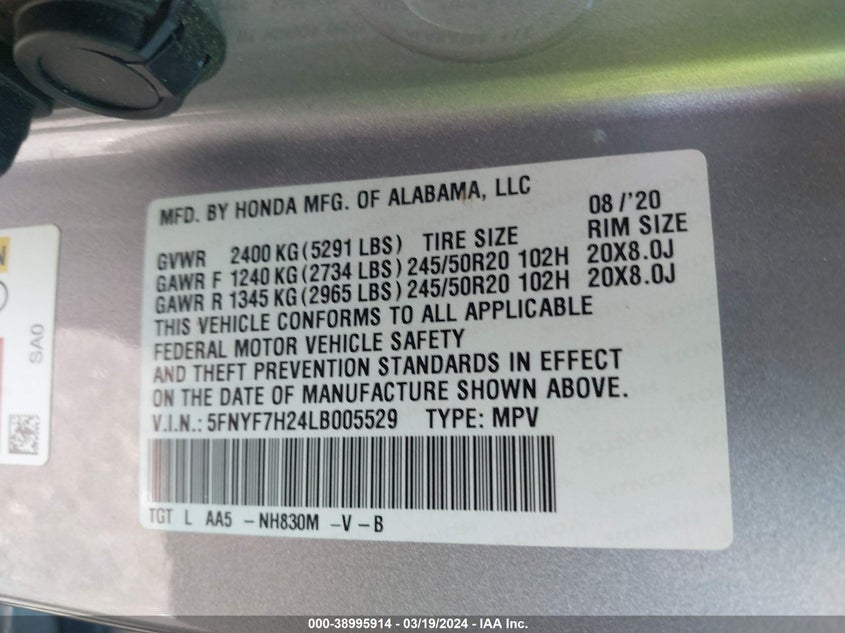 MFD. BY HONDA MFG. OF ALABAMA, LLC 08/'20
GVWR 2400 KG (5291 LBS) TIRE SIZE RIM SIZE
GAWR F 1240 KG (2734 LBS) 245/50R20 102H 20X8.0J
GAWR R 1345 KG (2965 LBS) 245/50R20 102H 20X8.0J
THIS VEHICLE CONFORMS TO ALL APPLICABLE
FEDERAL MOTOR VEHICLE SAFETY
AND THEFT PREVENTION STANDARDS IN EFFECT
ON THE DATE OF MANUFACTURE SHOWN ABOVE.
V.I.N.: 5FNYF7H24LB005529 TYPE: MPV
TGT L AA5 -NH830M -V -B
SA0
000-38995914 - 03/19/2024 - IAA Inc.